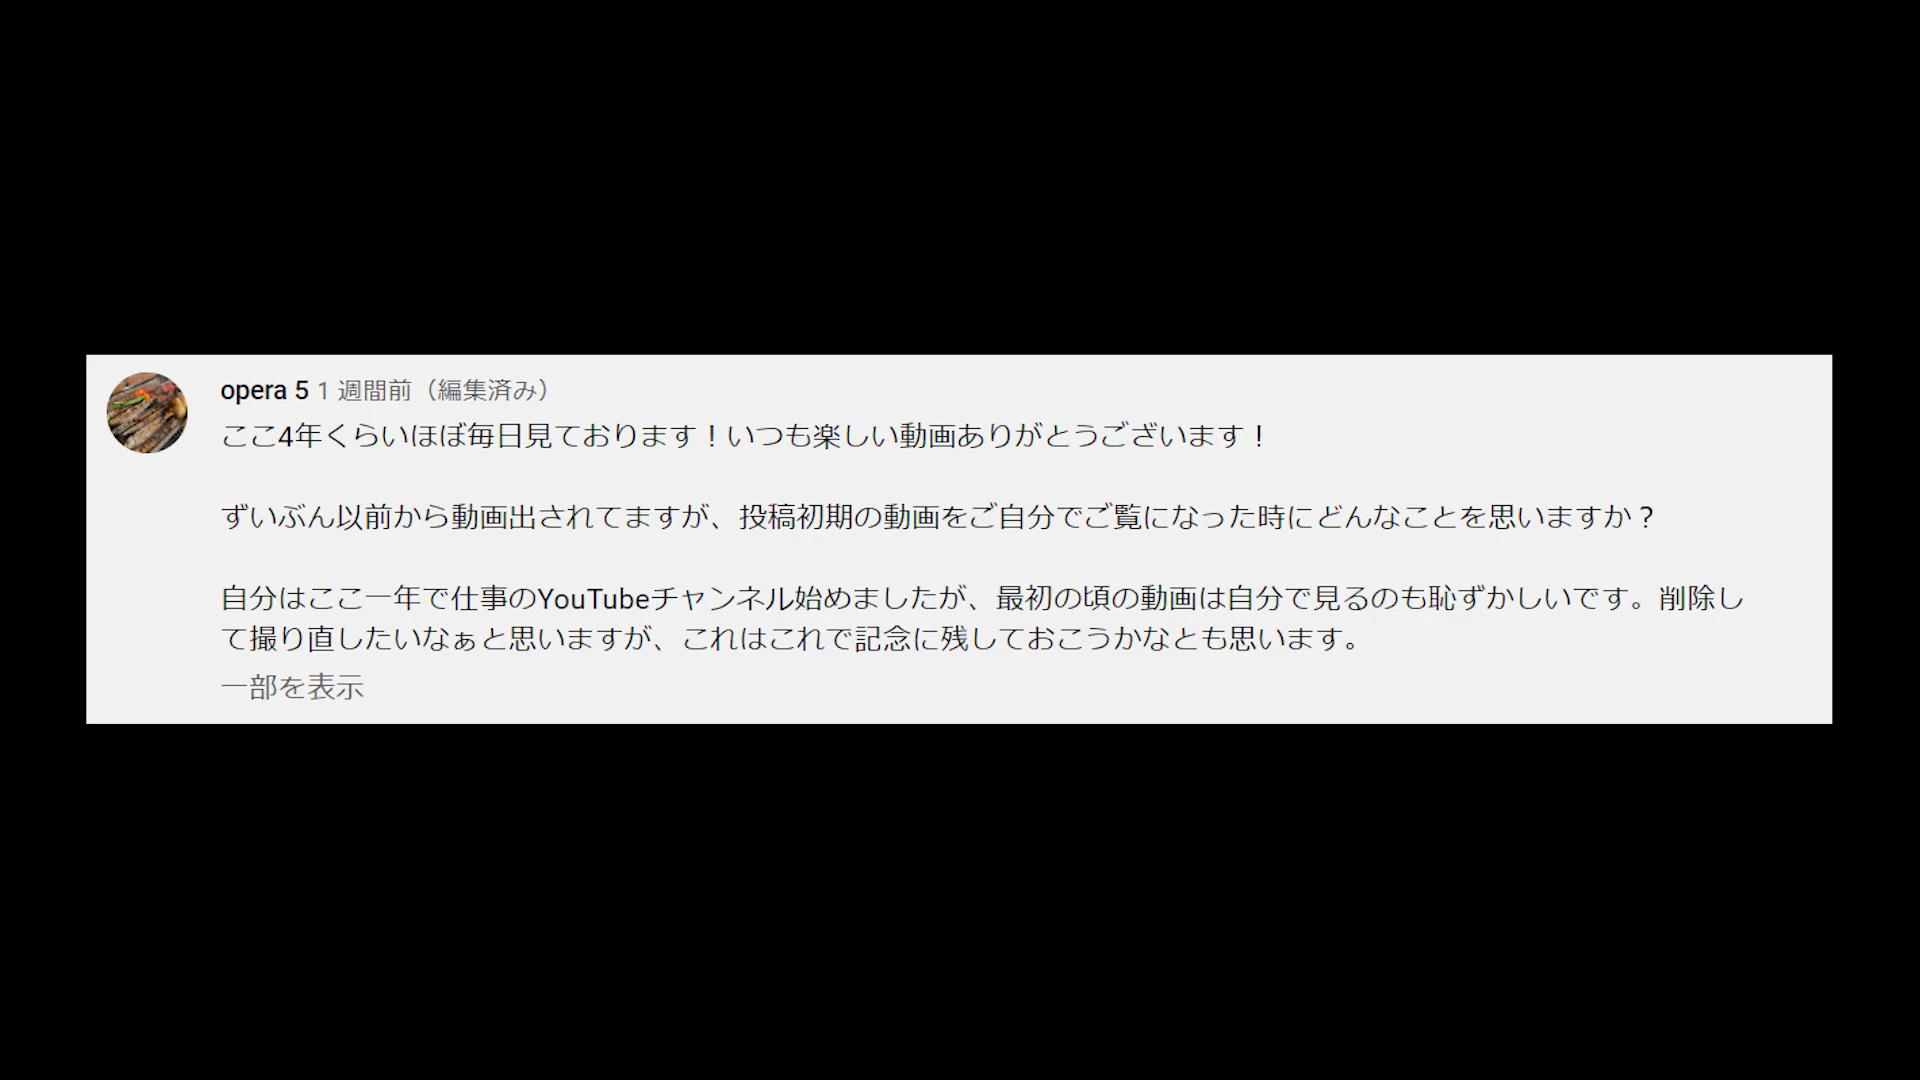 opera 5 1 週間前（編集済み）
ここ4年くらいほぼ毎日見ております！いつも楽しい動画ありがとうございます！
ずいぶん以前から動画出されてますが、投稿初期の動画をご自分でご覧になった時にどんなことを思いますか？
自分はここ一年で仕事のYouTubeチャンネル始めましたが、最初の頃の動画は自分で見るのも恥ずかしいです。削除し
て撮り直したいなぁと思いますが、これはこれで記念に残しておこうかなとも思います。
一部を表示